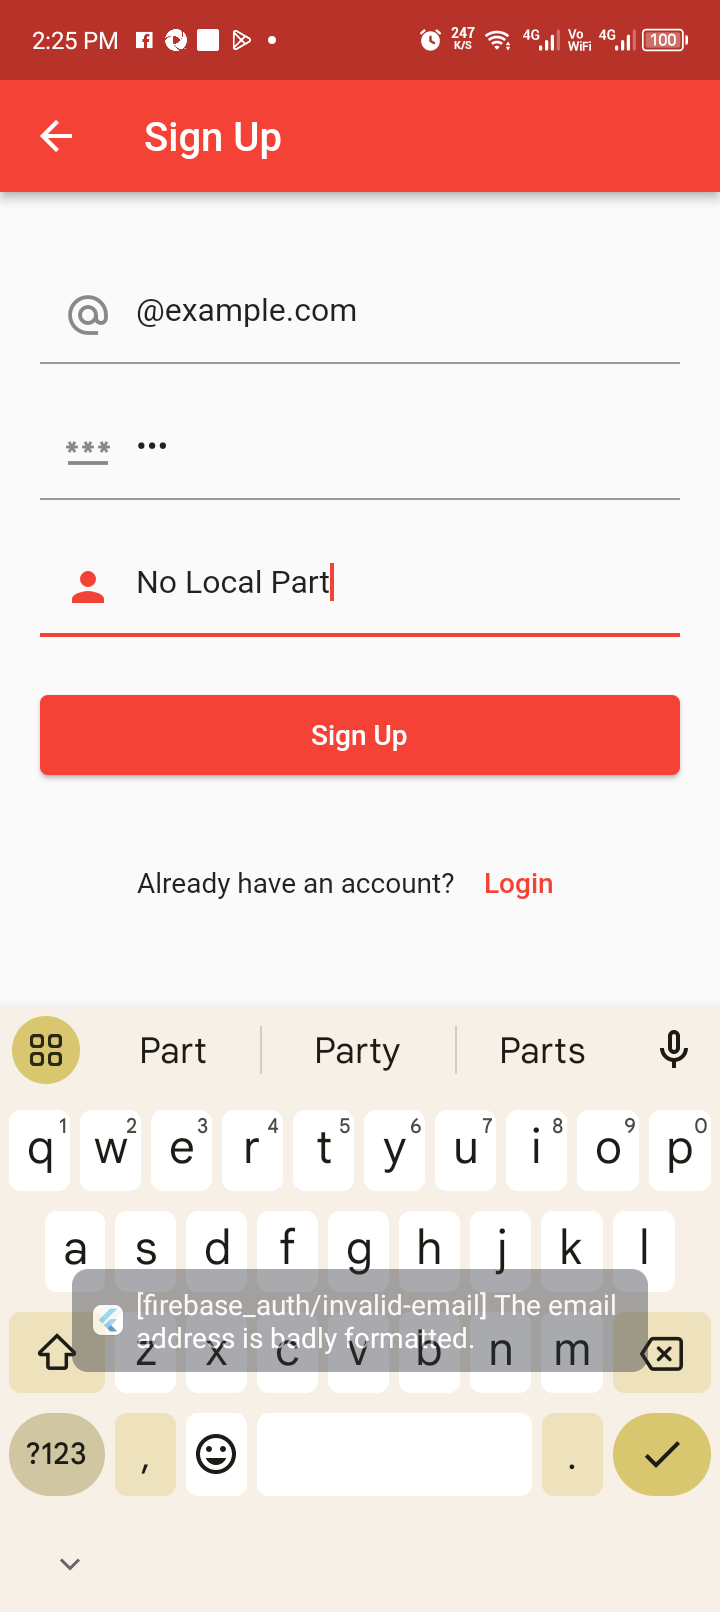 2:25 PM 247 K/S 4G Vo WiFi 4G 100
Sign Up
@example.com
•••
No Local Part
Sign Up
Already have an account? Login
Part Party Parts
q1 w2 e3 r4 t5 y6 u7 i8 o9 p0
a s d f g h j k l
[firebase_auth/invalid-email] The email
address is badly formatted.
z x c v b n m
?123 , .